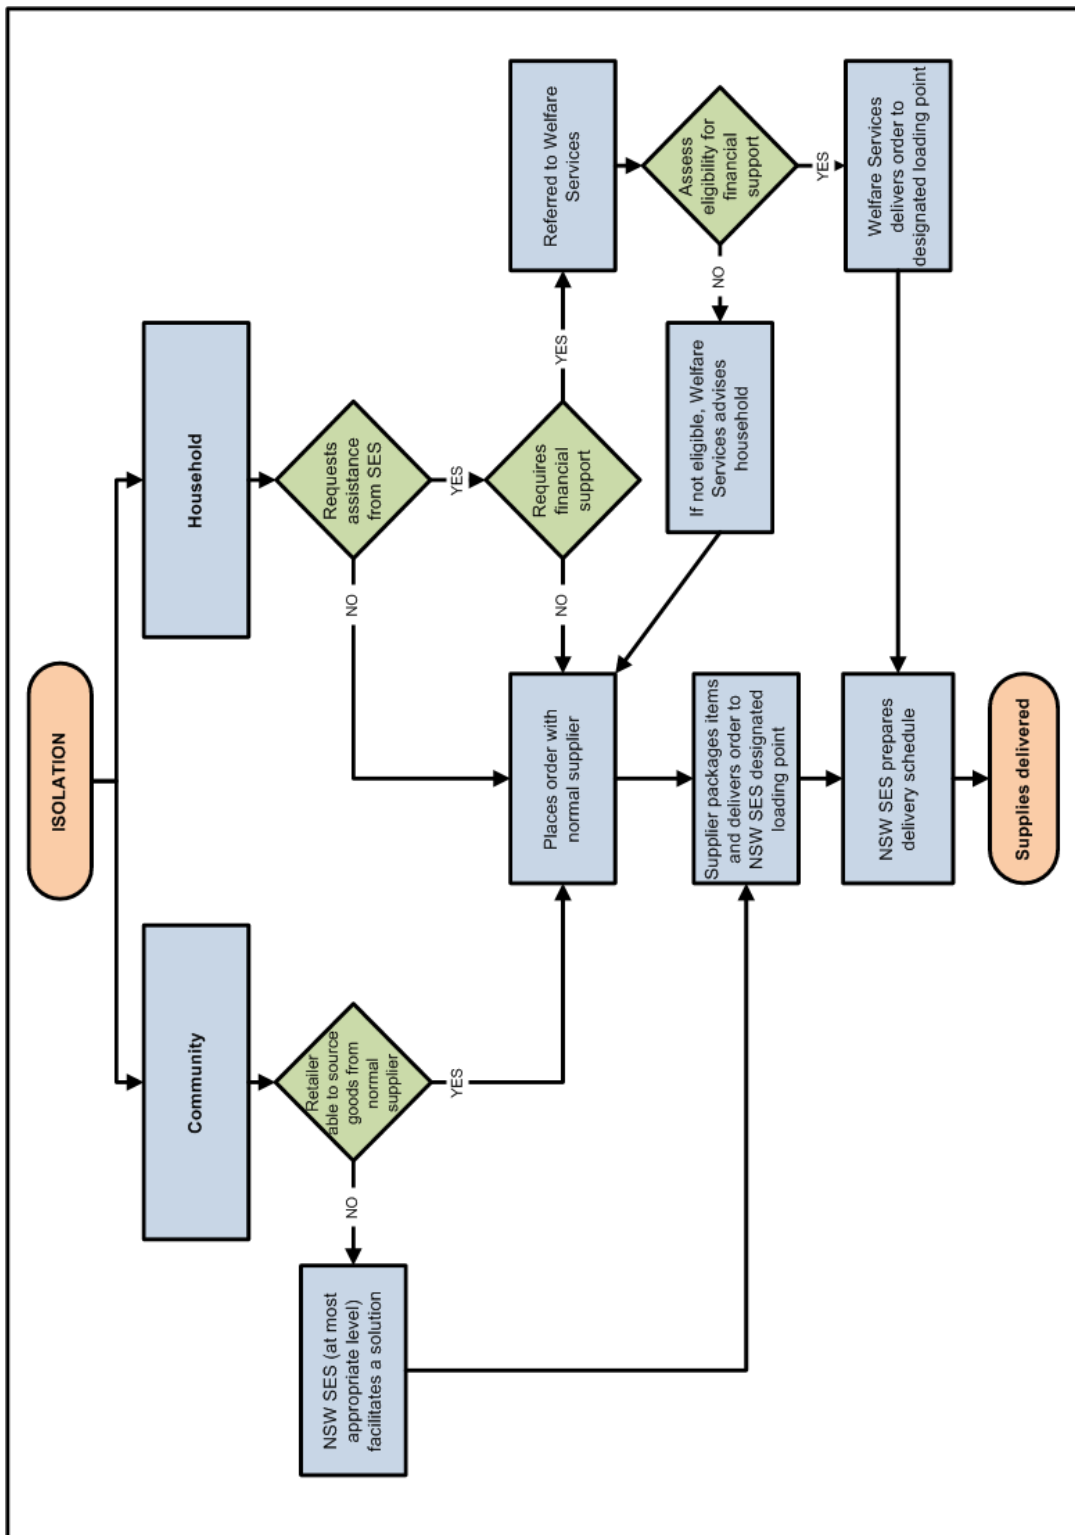 ISOLATION
Community
Household
Retailer
able to source
goods from
normal
supplier
Requests
assistance
from SES
NO
YES
NO
YES
NSW SES (at most
appropriate level)
facilitates a solution
Requires
financial
support
NO
YES
Places order with
normal supplier
Referred to Welfare
Services
Assess
eligibility for
financial
support
NO
YES
If not eligible, Welfare
Services advises
household
Supplier packages items
and delivers order to
NSW SES designated
loading point
Welfare Services
delivers order to
designated loading point
NSW SES prepares
delivery schedule
Supplies delivered